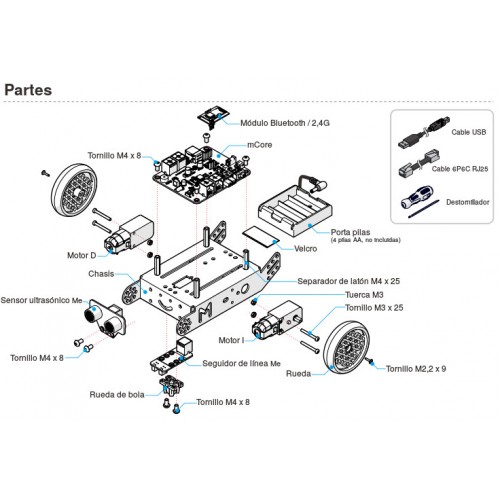 Partes
Módulo Bluetooth / 2,4G
mCore
Tornillo M4 x 8
Cable USB
Cable 6P6C RJ25
Destornillador
Porta pilas
(4 pilas AA, no incluidas)
Velcro
Motor D
Chasis
Separador de latón M4 x 25
Tuerca M3
Tornillo M3 x 25
Sensor ultrasónico Me
M
Motor I
Tornillo M4 x 8
Seguidor de línea Me
Rueda
Tornillo M2,2 x 9
Rueda de bola
Tornillo M4 x 8